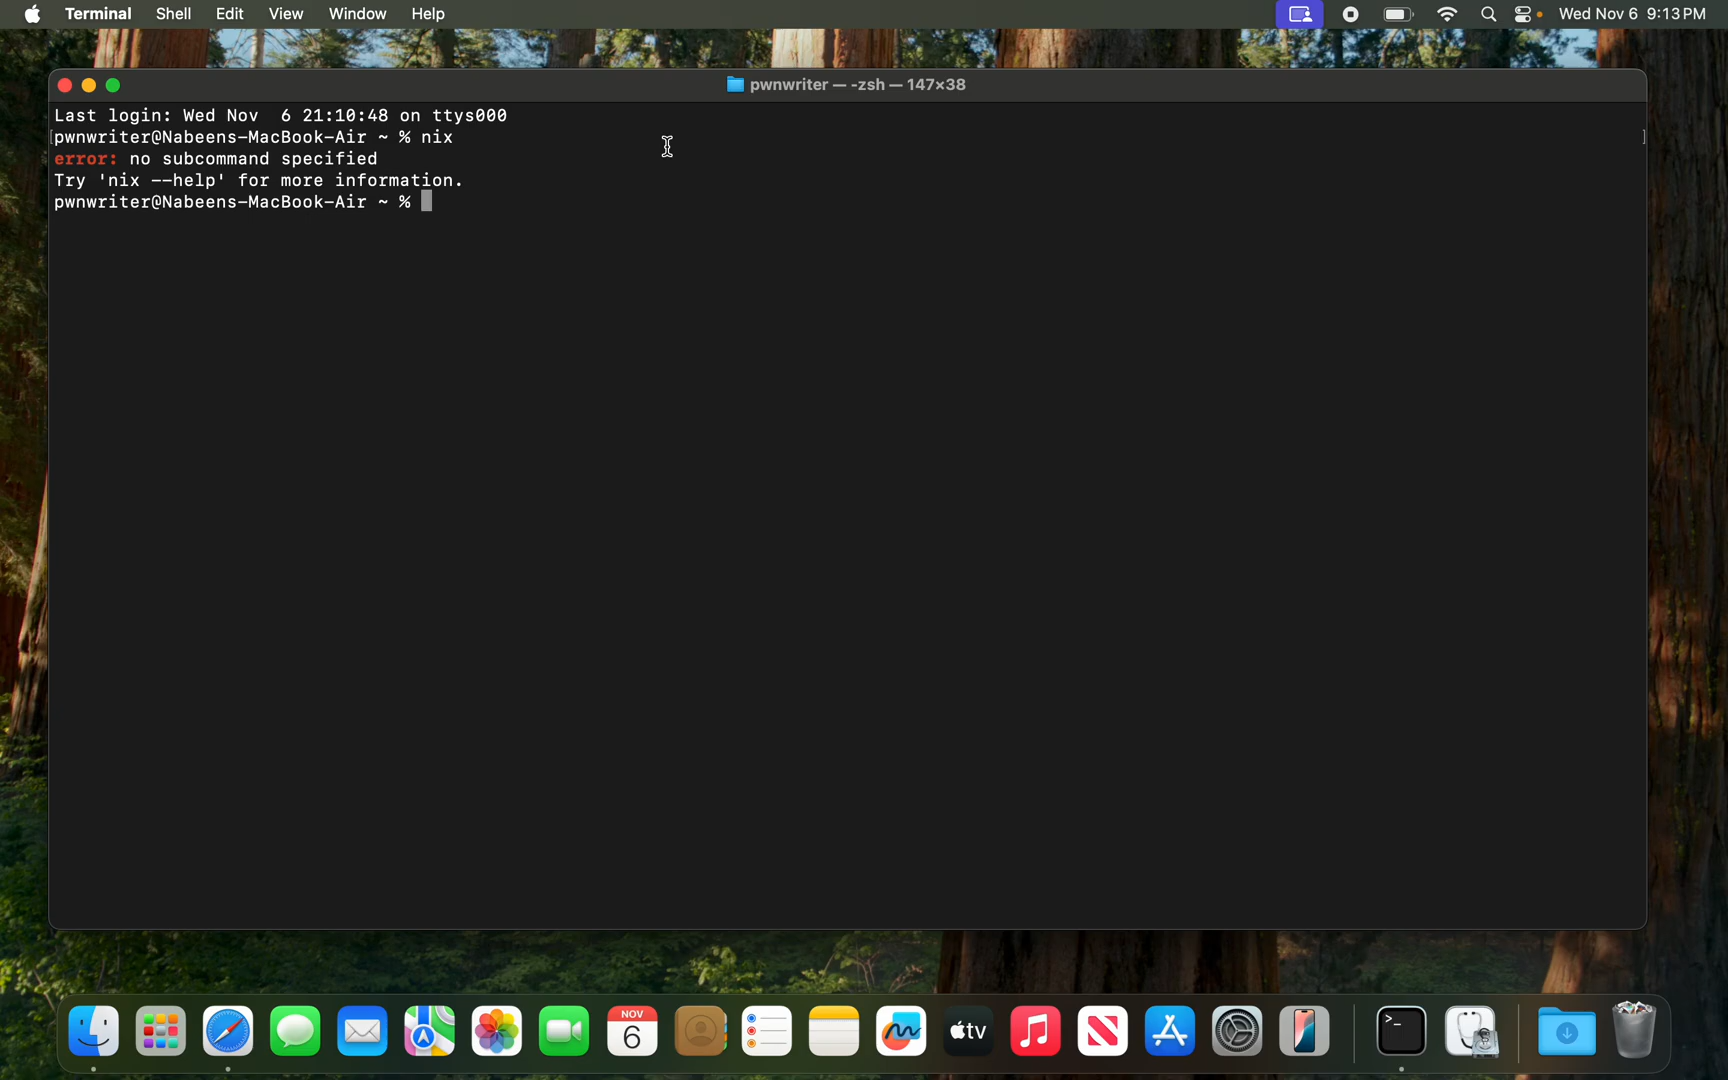 Terminal Shell Edit View Window Help Wed Nov 6 9:13 PM
pwnwriter — -zsh — 147×38
Last login: Wed Nov  6 21:10:48 on ttys000
[pwnwriter@Nabeens-MacBook-Air ~ % nix ]
error: no subcommand specified
Try 'nix --help' for more information.
pwnwriter@Nabeens-MacBook-Air ~ %
NOV
6
tv
>_